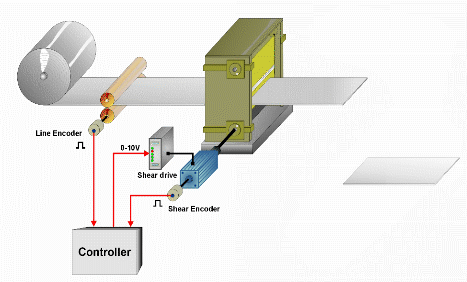 Line Encoder
0-10V
Shear drive
Shear Encoder
Controller